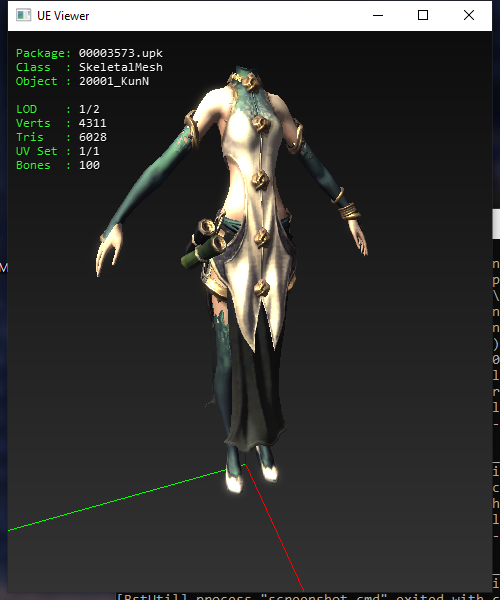 UE Viewer
Package: 00003573.upk
Class  : SkeletalMesh
Object : 20001_KunN
LOD    : 1/2
Verts  : 4311
Tris   : 6028
UV Set : 1/1
Bones  : 100
M
n
p
\
n
n
)
0
l
r
l
-
i
c
h
l
-
i
[RstUtil] process "screenshot.cmd" exited with c